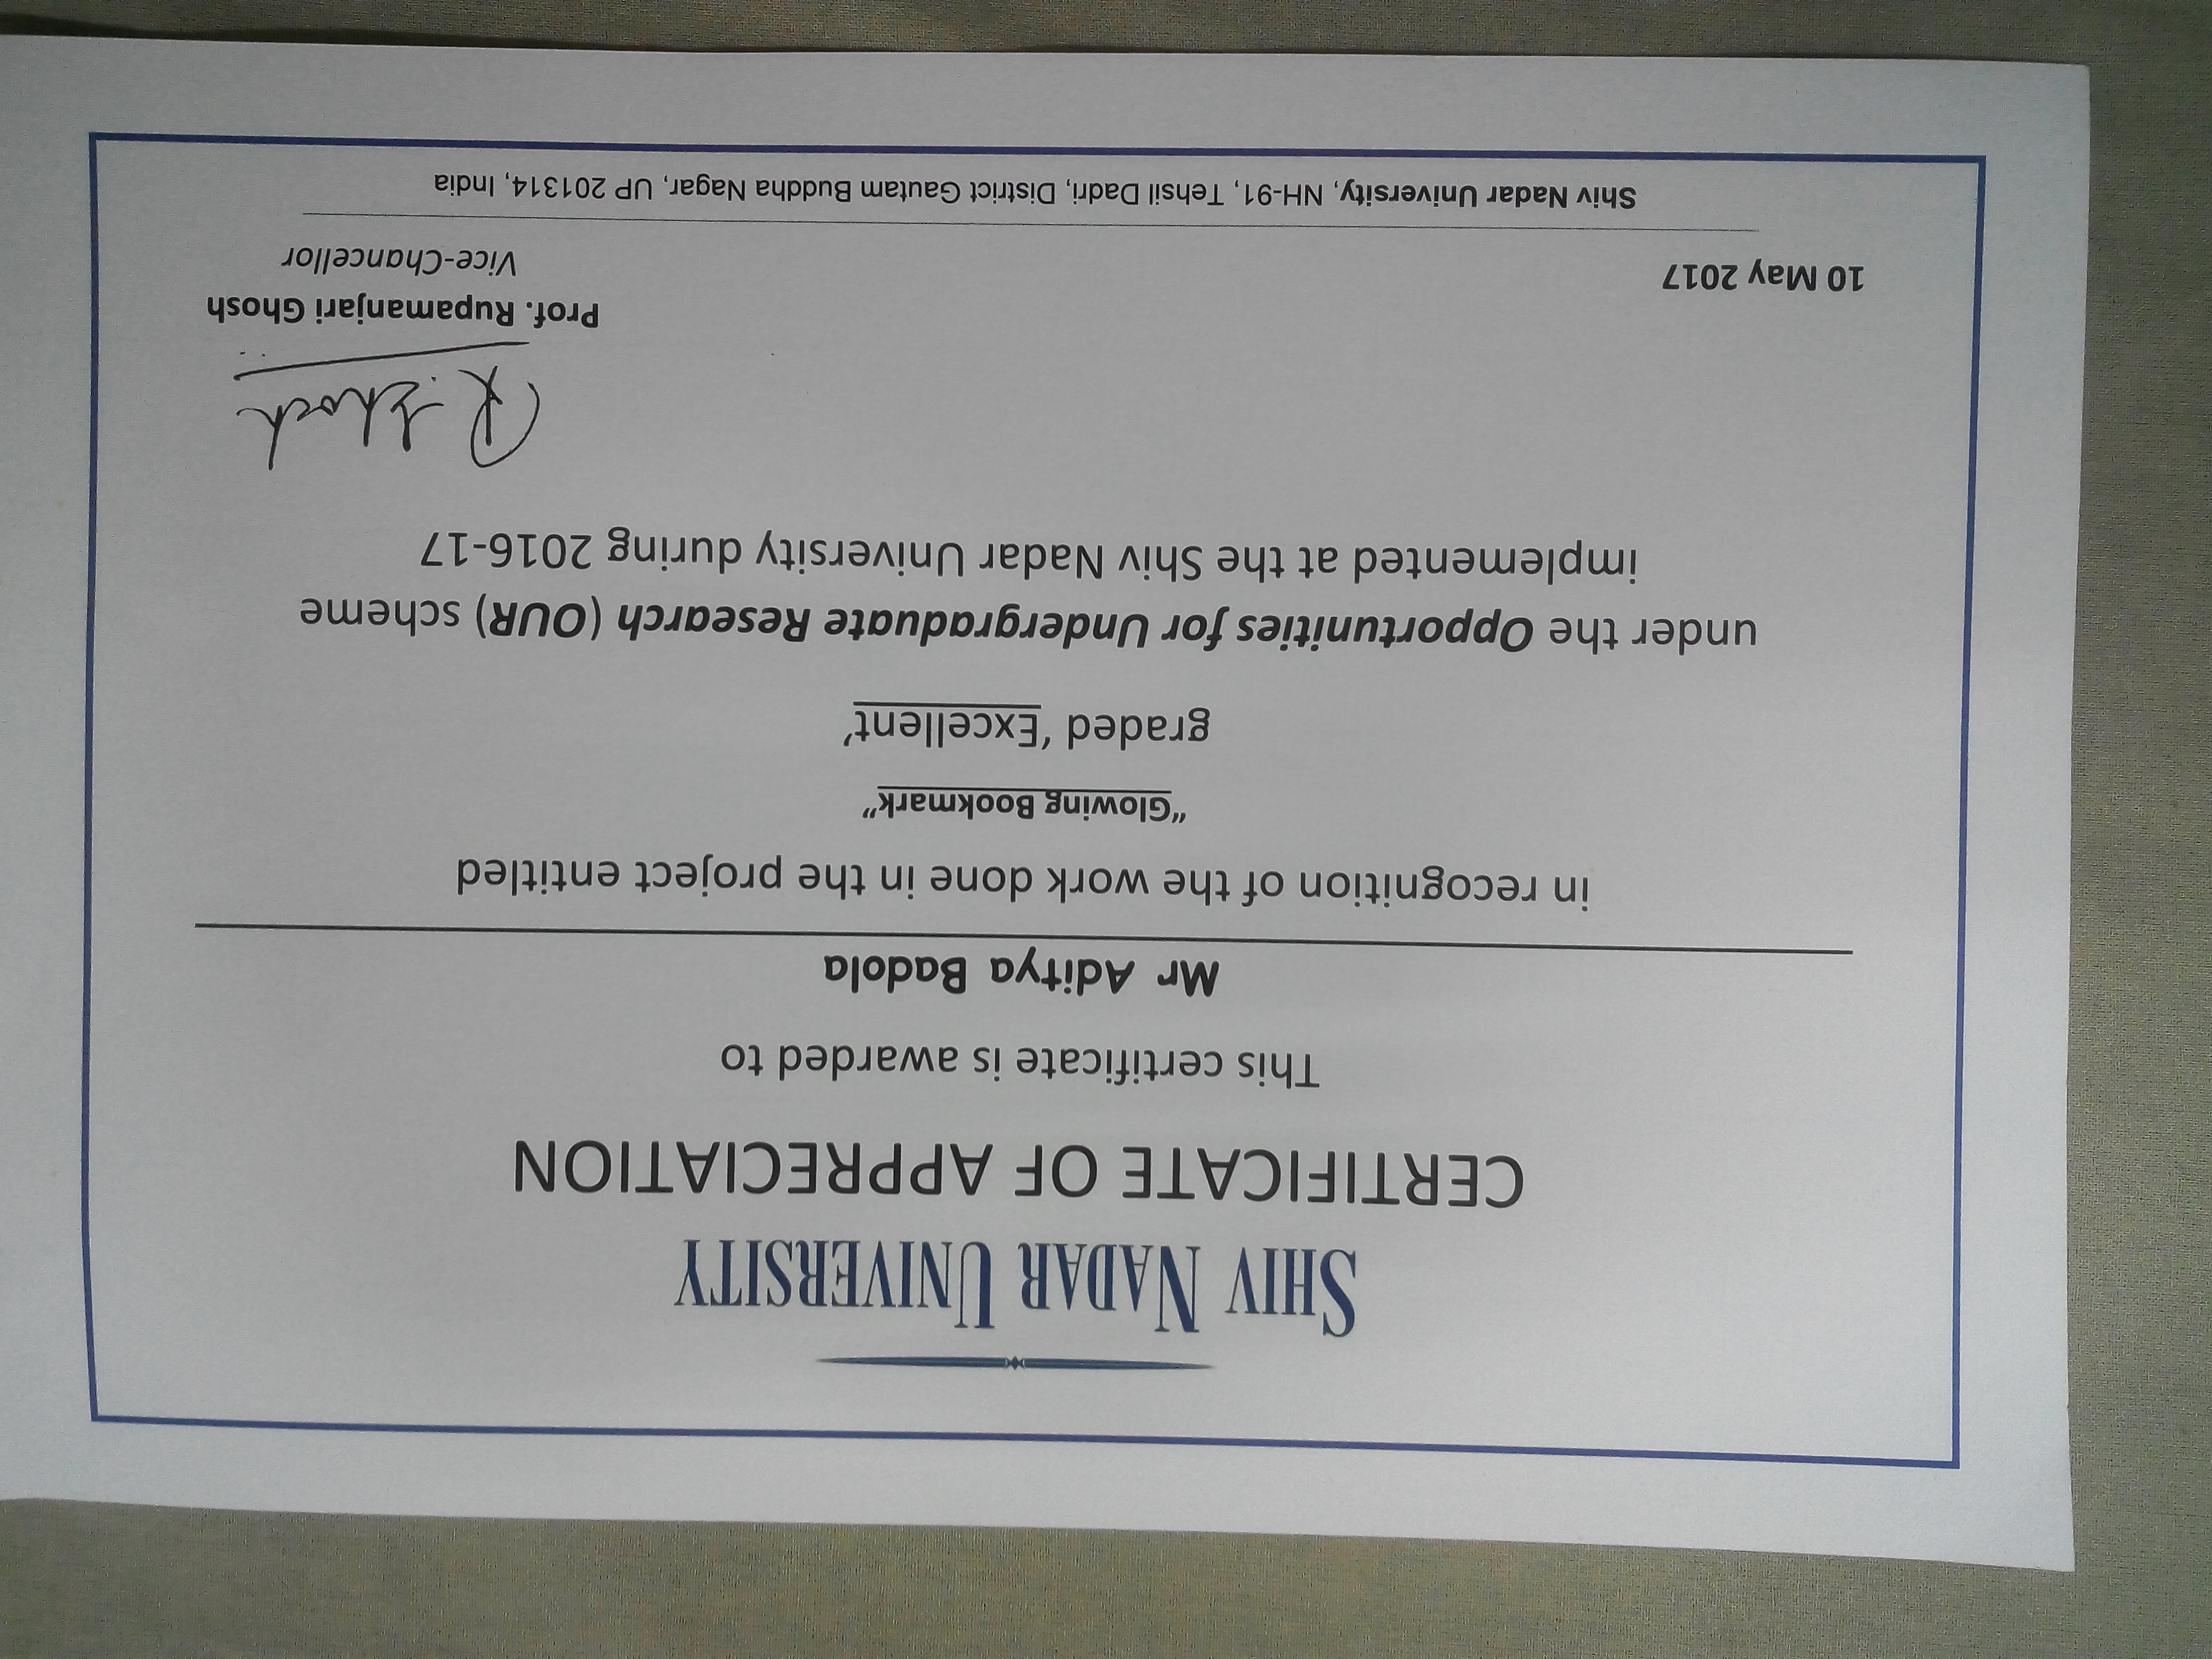 SHIV NADAR UNIVERSITY
CERTIFICATE OF APPRECIATION
This certificate is awarded to
Mr Aditya Badola
in recognition of the work done in the project entitled
“Glowing Bookmark”
graded ‘Excellent’
under the Opportunities for Undergraduate Research (OUR) scheme
implemented at the Shiv Nadar University during 2016-17
R. Ghosh
Prof. Rupamanjari Ghosh
10 May 2017
Vice-Chancellor
Shiv Nadar University, NH-91, Tehsil Dadri, District Gautam Buddha Nagar, UP 201314, India